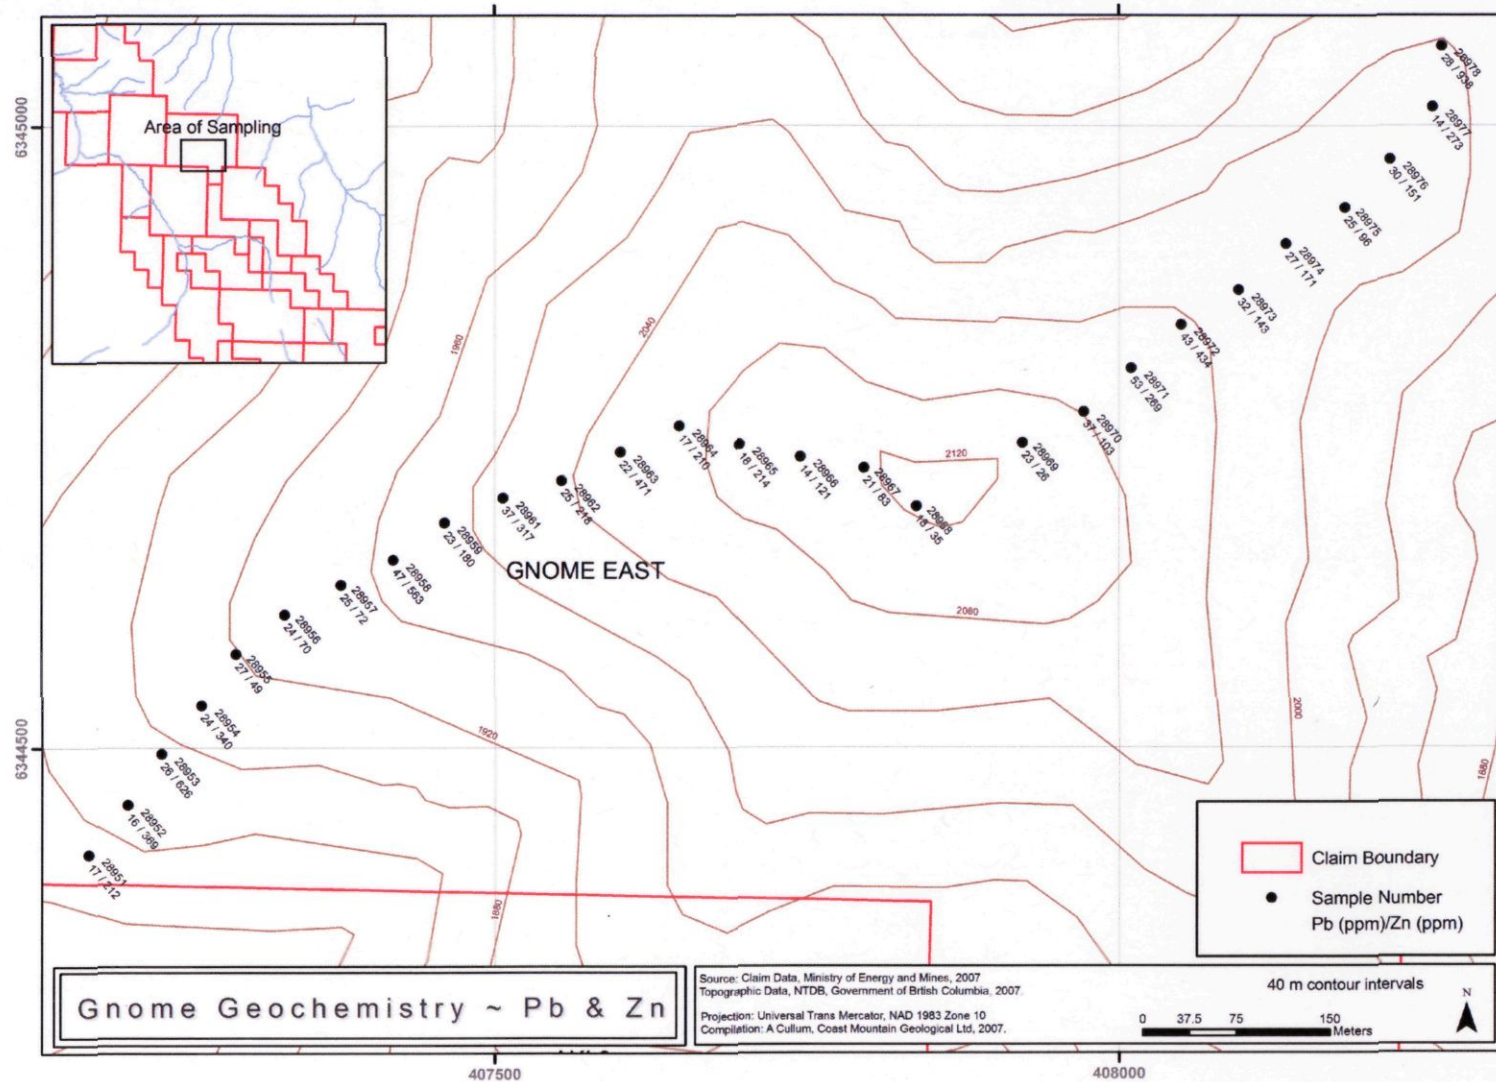 Area of Sampling
6345000
6344500
407500
408000
28978
28 / 938
28977
14 / 273
28976
30 / 151
28975
25 / 96
28974
27 / 171
28973
32 / 143
28972
43 / 434
28971
53 / 269
28970
37 / 103
28969
23 / 26
28968
18 / 35
28967
21 / 83
28966
14 / 121
28965
18 / 214
28964
17 / 210
28963
22 / 471
28962
25 / 218
28961
37 / 317
28959
23 / 180
28958
47 / 563
28957
25 / 72
28956
24 / 70
28955
27 / 49
28954
24 / 340
28953
26 / 626
28952
16 / 369
28951
17 / 212
1960
2040
2120
2080
2000
1920
1880
1880
GNOME EAST
Claim Boundary
Sample Number
Pb (ppm)/Zn (ppm)
Gnome Geochemistry ~ Pb & Zn
Source: Claim Data, Ministry of Energy and Mines, 2007
Topographic Data, NTDB, Government of Brtish Columbia, 2007.
Projection: Universal Trans Mercator, NAD 1983 Zone 10
Compilation: A Cullum, Coast Mountain Geological Ltd, 2007.
40 m contour intervals
0 37.5 75 150
Meters
N